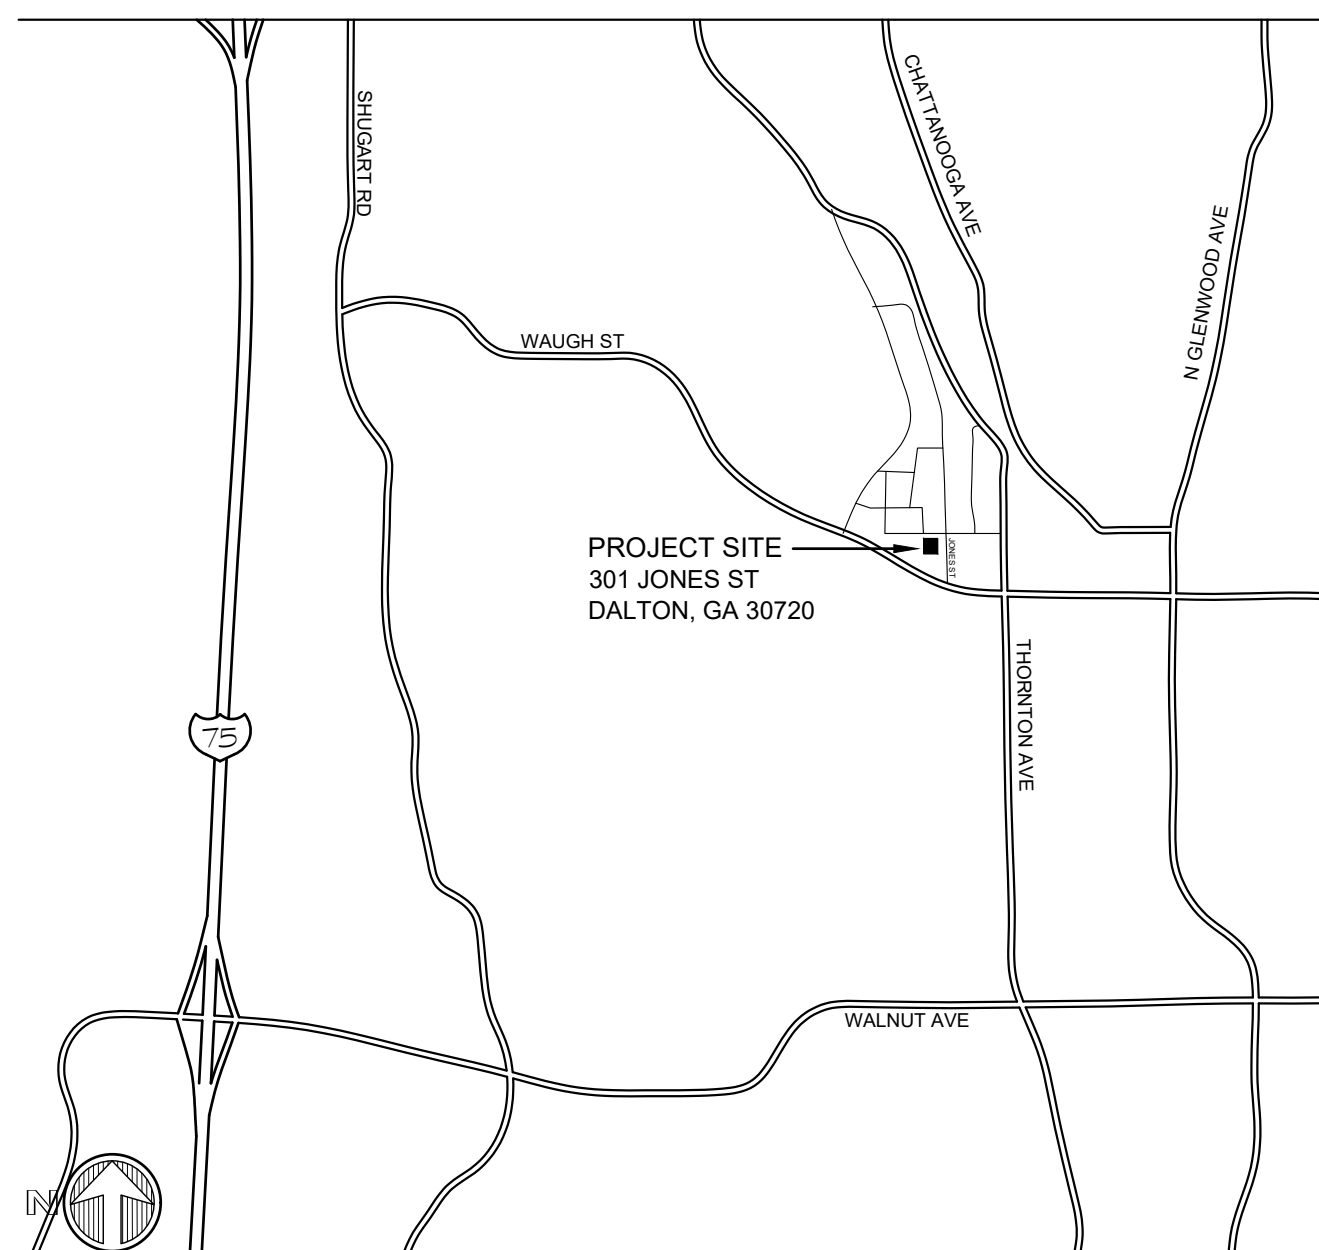 SHUGART RD
CHATTANOOGA AVE
N GLENWOOD AVE
WAUGH ST
PROJECT SITE
301 JONES ST
DALTON, GA 30720
JONES ST
THORNTON AVE
75
WALNUT AVE
N